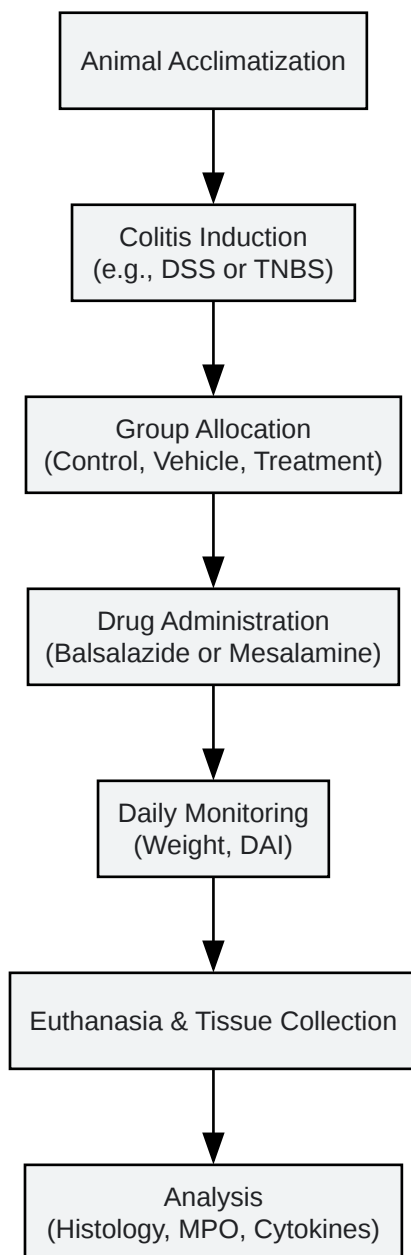 Animal Acclimatization
Colitis Induction
(e.g., DSS or TNBS)
Group Allocation
(Control, Vehicle, Treatment)
Drug Administration
(Balsalazide or Mesalamine)
Daily Monitoring
(Weight, DAI)
Euthanasia & Tissue Collection
Analysis
(Histology, MPO, Cytokines)